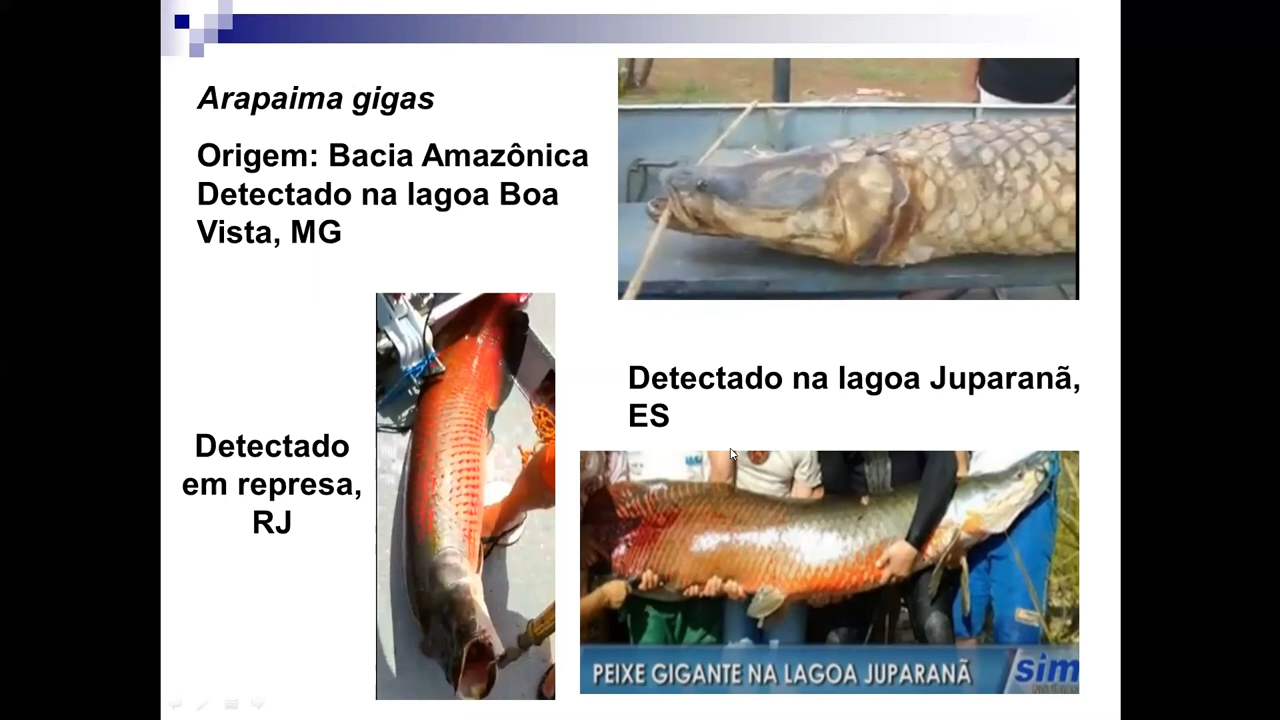 Arapaima gigas
Origem: Bacia Amazônica
Detectado na lagoa Boa
Vista, MG
Detectado na lagoa Juparanã,
ES
Detectado
em represa,
RJ
PEIXE GIGANTE NA LAGOA JUPARANÃ
sim